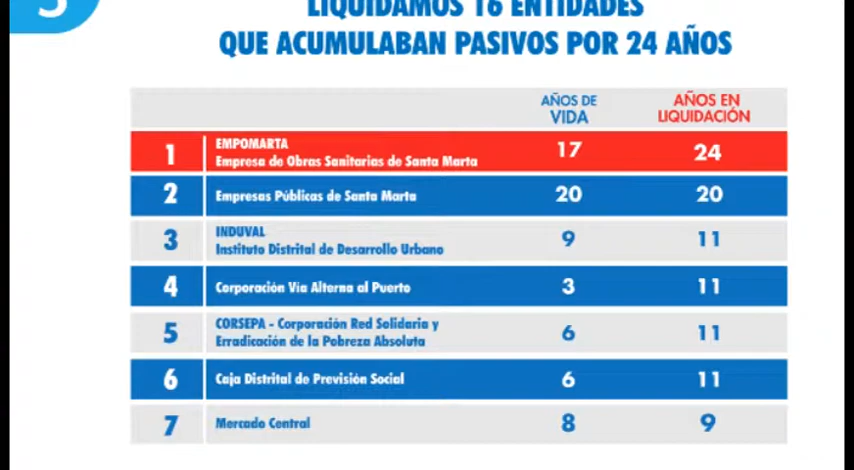 5
LIQUIDAMOS 16 ENTIDADES
QUE ACUMULABAN PASIVOS POR 24 AÑOS
AÑOS DE VIDA
AÑOS EN LIQUIDACIÓN
1 EMPOMARTA
Empresa de Obras Sanitarias de Santa Marta 17 24
2 Empresas Públicas de Santa Marta 20 20
3 INDUVAL
Instituto Distrital de Desarrollo Urbano 9 11
4 Corporación Vía Alterna al Puerto 3 11
5 CORSEPA - Corporación Red Solidaria y
Erradicación de la Pobreza Absoluta 6 11
6 Caja Distrital de Previsión Social 6 11
7 Mercado Central 8 9